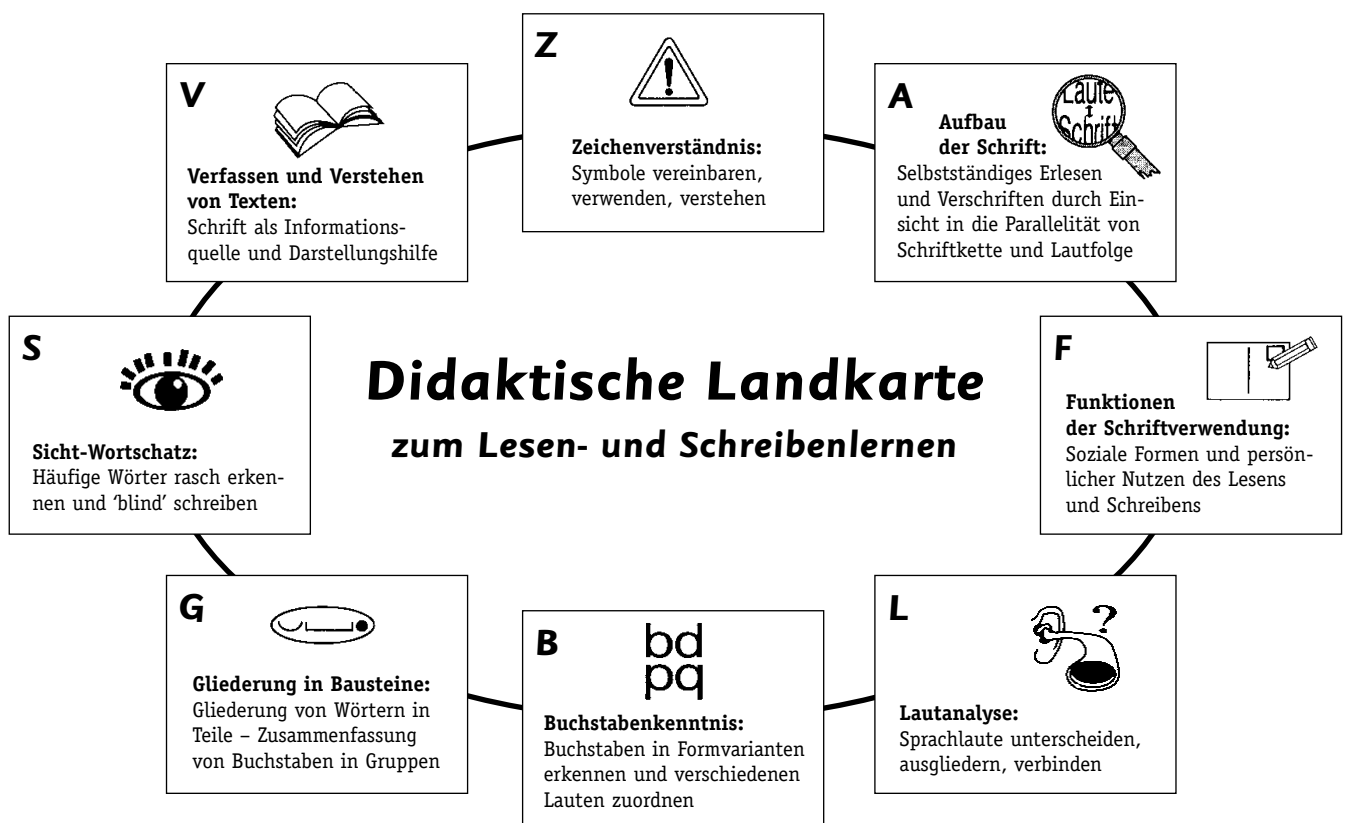 Didaktische Landkarte
zum Lesen- und Schreibenlernen
Z
Zeichenverständnis:
Symbole vereinbaren,
verwenden, verstehen
A
Laute
Schrift
Aufbau
der Schrift:
Selbstständiges Erlesen
und Verschriften durch Ein-
sicht in die Parallelität von
Schriftkette und Lautfolge
F
Funktionen
der Schriftverwendung:
Soziale Formen und persön-
licher Nutzen des Lesens
und Schreibens
L
?
Lautanalyse:
Sprachlaute unterscheiden,
ausgliedern, verbinden
B
bd
pq
Buchstabenkenntnis:
Buchstaben in Formvarianten
erkennen und verschiedenen
Lauten zuordnen
G
Gliederung in Bausteine:
Gliederung von Wörtern in
Teile – Zusammenfassung
von Buchstaben in Gruppen
S
Sicht-Wortschatz:
Häufige Wörter rasch erken-
nen und ‘blind’ schreiben
V
Verfassen und Verstehen
von Texten:
Schrift als Informations-
quelle und Darstellungshilfe